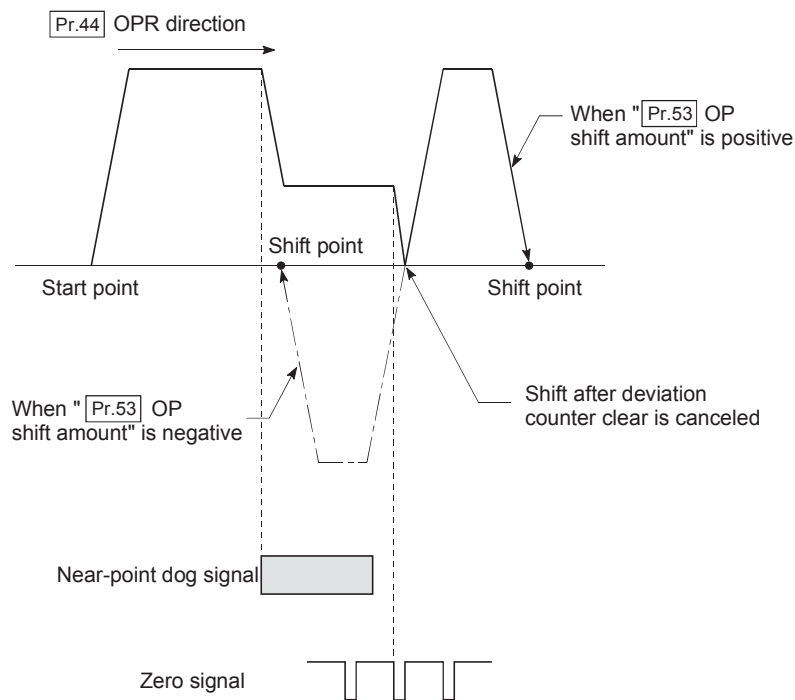 Pr.44 OPR direction
When " Pr.53 OP
shift amount" is positive
Shift point
Start point
Shift point
When " Pr.53 OP
shift amount" is negative
Shift after deviation
counter clear is canceled
Near-point dog signal
Zero signal